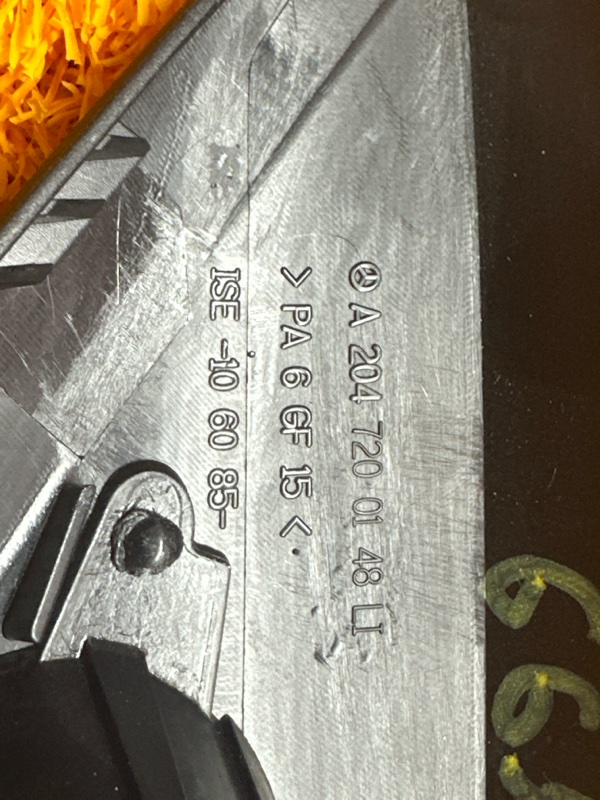 A 204 720 01 48 LI
> PA 6 GF 15 <
ISE -10 60 85-